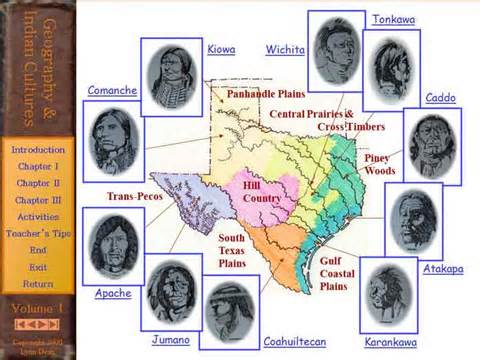 Geography &
Indian Cultures
Introduction
Chapter I
Chapter II
Chapter III
Activities
Teacher's Tips
End
Exit
Return
Volume 1
Copyright
Kiowa
Wichita
Tonkawa
Comanche
Caddo
Panhandle Plains
Central Prairies &
Cross Timbers
Piney
Woods
Trans-Pecos
Hill
Country
South
Texas
Plains
Gulf
Coastal
Plains
Apache
Jumano
Coahuiltecan
Karankawa
Atakapa